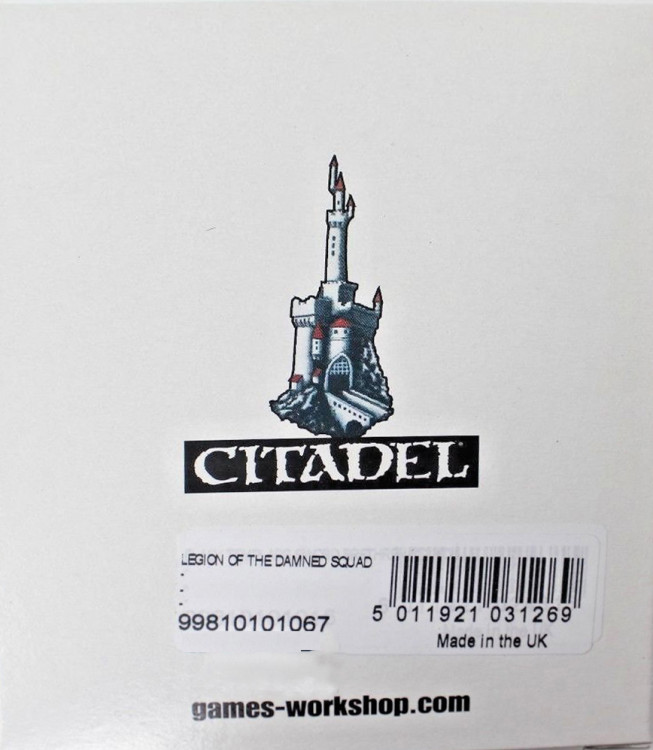 CITADEL
LEGION OF THE DAMNED SQUAD
-
-
99810101067
5 011921 031269
Made in the UK
games-workshop.com